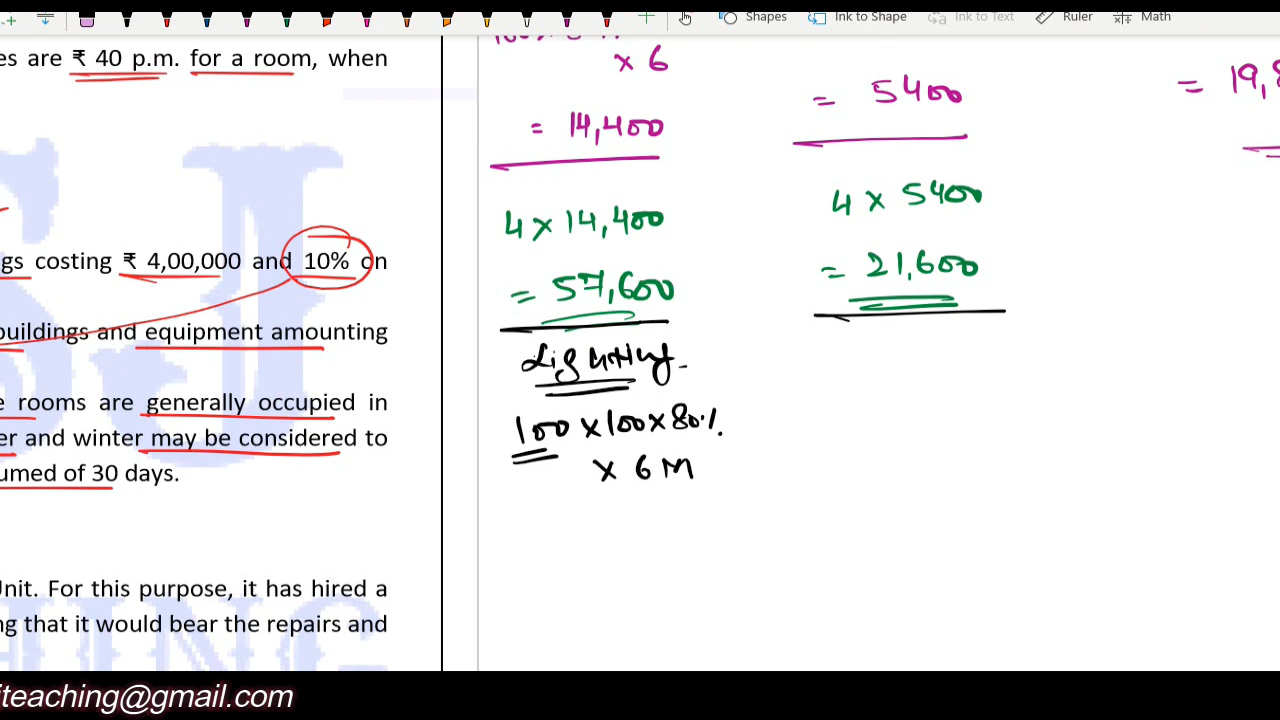 Shapes Ink to Shape Ink to Text Ruler Math
es are ₹ 40 p.m. for a room, when
gs costing ₹ 4,00,000 and 10% on
buildings and equipment amounting
e rooms are generally occupied in
er and winter may be considered to
umed of 30 days.
Unit. For this purpose, it has hired a
ng that it would bear the repairs and
x 6
= 14,400
4 x 14,400
= 57,600
Lighting.
100 x 100 x 80%
x 6 M
= 5400
4 x 5400
= 21,600
= 19,8
iteaching@gmail.com